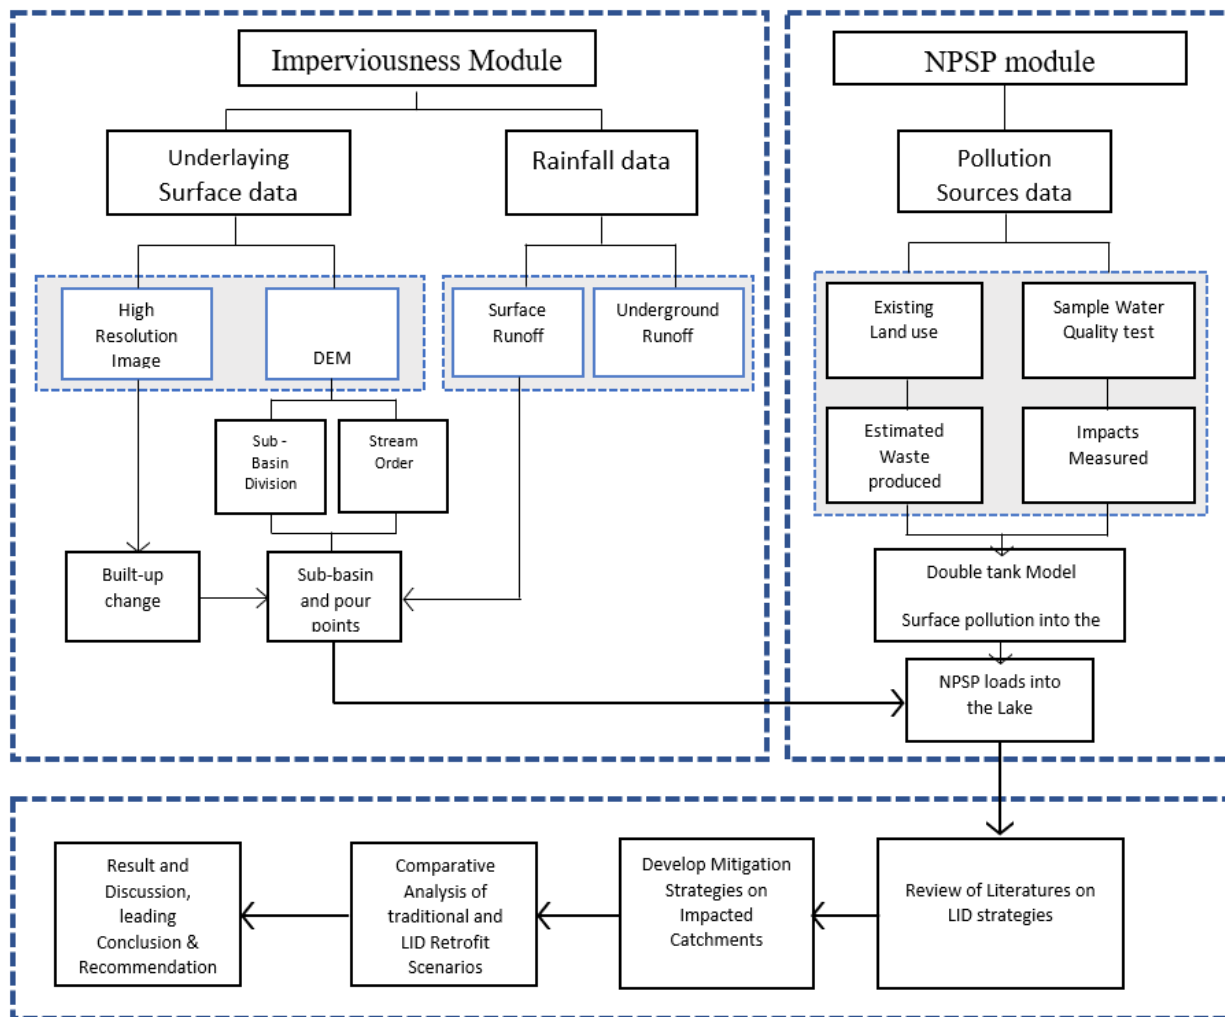 Imperviousness Module
Underlaying
Surface data
Rainfall data
High
Resolution
Image
DEM
Surface
Runoff
Underground
Runoff
Sub -
Basin
Division
Stream
Order
Built-up
change
Sub-basin
and pour
points
NPSP module
Pollution
Sources data
Existing
Land use
Sample Water
Quality test
Estimated
Waste
produced
Impacts
Measured
Double tank Model
Surface pollution into the
NPSP loads into
the Lake
Review of Literatures on
LID strategies
Develop Mitigation
Strategies on
Impacted
Catchments
Comparative
Analysis of
traditional and
LID Retrofit
Scenarios
Result and
Discussion,
leading
Conclusion &
Recommendation